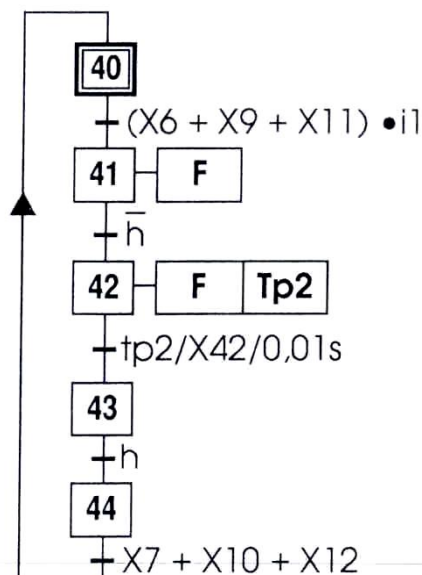 40
(X6 + X9 + X11) •i1
41 F
h̅
42 F Tp2
tp2/X42/0,01s
43
h
44
X7 + X10 + X12